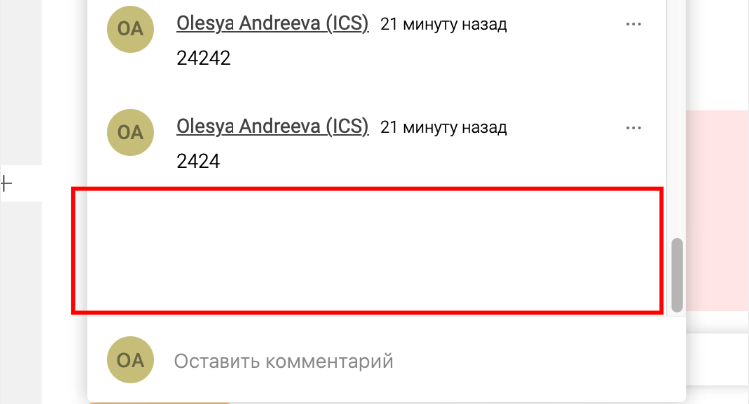 OA Olesya Andreeva (ICS) 21 минуту назад ...
24242
OA Olesya Andreeva (ICS) 21 минуту назад ...
2424
OA Оставить комментарий